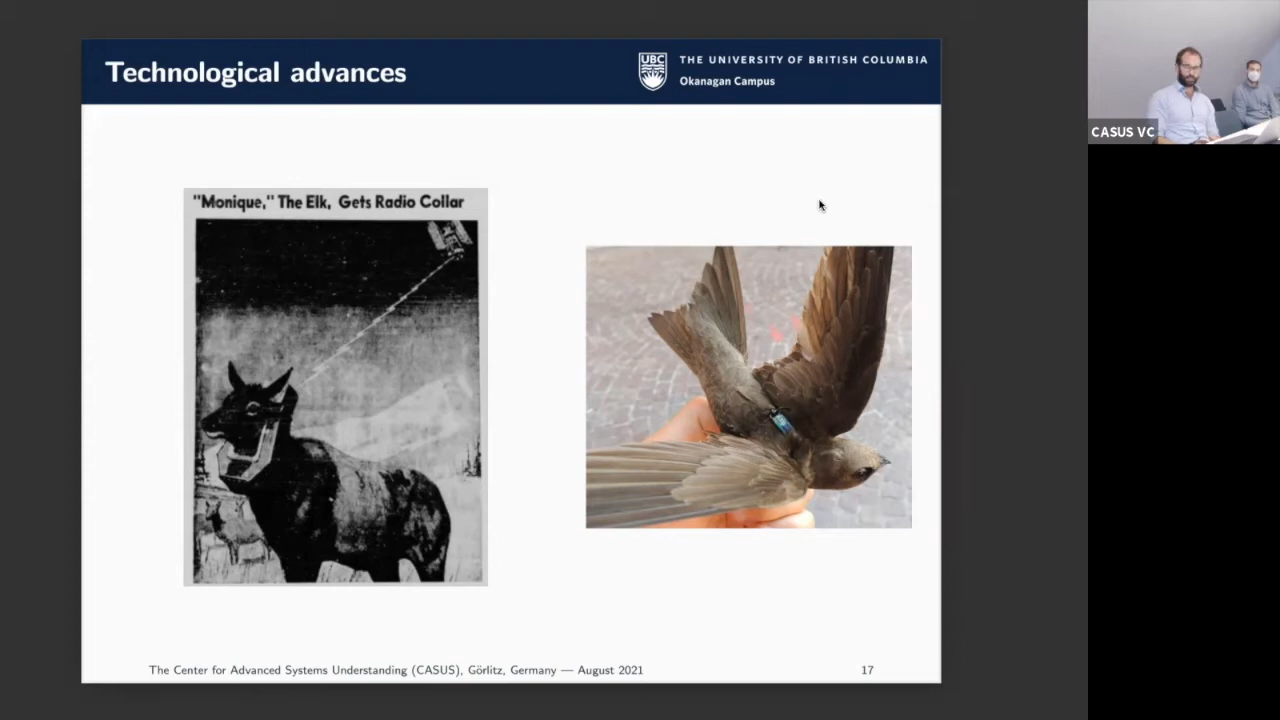 Technological advances
UBC
THE UNIVERSITY OF BRITISH COLUMBIA
Okanagan Campus
"Monique," The Elk, Gets Radio Collar
The Center for Advanced Systems Understanding (CASUS), Görlitz, Germany — August 2021
17
CASUS VC